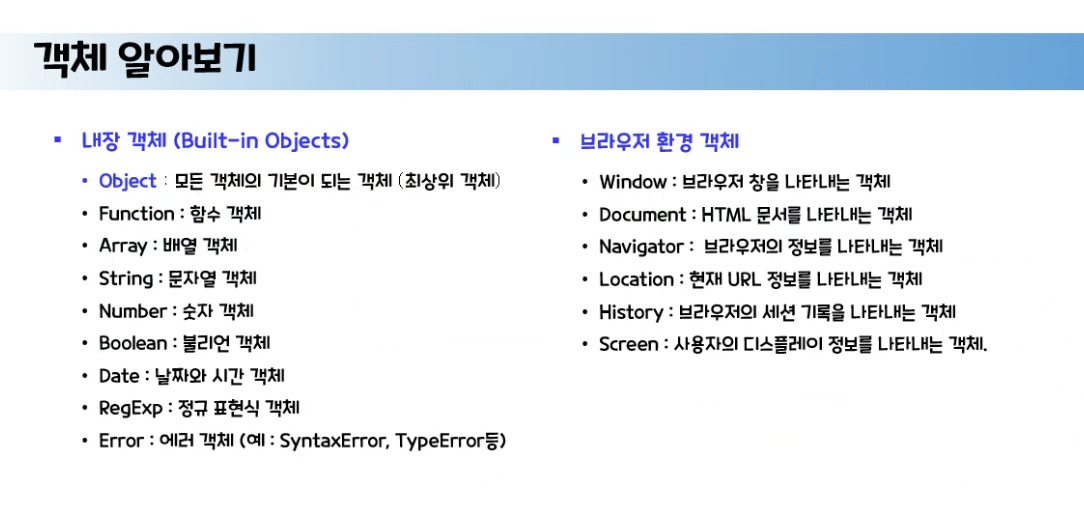 객체 알아보기
▪ 내장 객체 (Built-in Objects)
• Object : 모든 객체의 기본이 되는 객체 (최상위 객체)
• Function : 함수 객체
• Array : 배열 객체
• String : 문자열 객체
• Number : 숫자 객체
• Boolean : 불리언 객체
• Date : 날짜와 시간 객체
• RegExp : 정규 표현식 객체
• Error : 에러 객체 (예 : SyntaxError, TypeError등)
▪ 브라우저 환경 객체
• Window : 브라우저 창을 나타내는 객체
• Document : HTML 문서를 나타내는 객체
• Navigator : 브라우저의 정보를 나타내는 객체
• Location : 현재 URL 정보를 나타내는 객체
• History : 브라우저의 세션 기록을 나타내는 객체
• Screen : 사용자의 디스플레이 정보를 나타내는 객체.